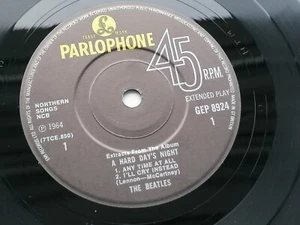 PARLOPHONE
45
RPM.
EXTENDED PLAY
GEP 8924
1
NORTHERN
SONGS
NCB
℗ 1964
(7TCE.850)
1
Extracts From The Album
A HARD DAY'S NIGHT
1. ANY TIME AT ALL
2. I'LL CRY INSTEAD
(Lennon-McCartney)
THE BEATLES